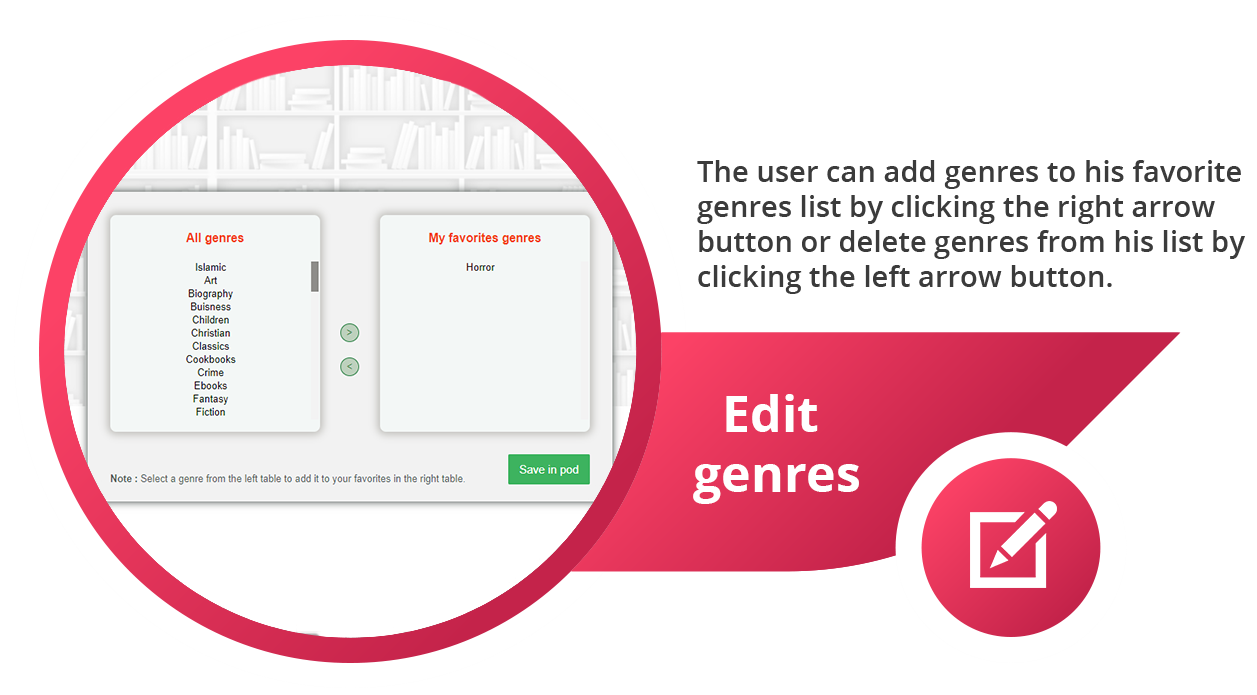 All genres
Islamic
Art
Biography
Buisness
Children
Christian
Classics
Cookbooks
Crime
Ebooks
Fantasy
Fiction
>
<
My favorites genres
Horror
Note : Select a genre from the left table to add it to your favorites in the right table.
Save in pod
The user can add genres to his favorite
genres list by clicking the right arrow
button or delete genres from his list by
clicking the left arrow button.
Edit
genres